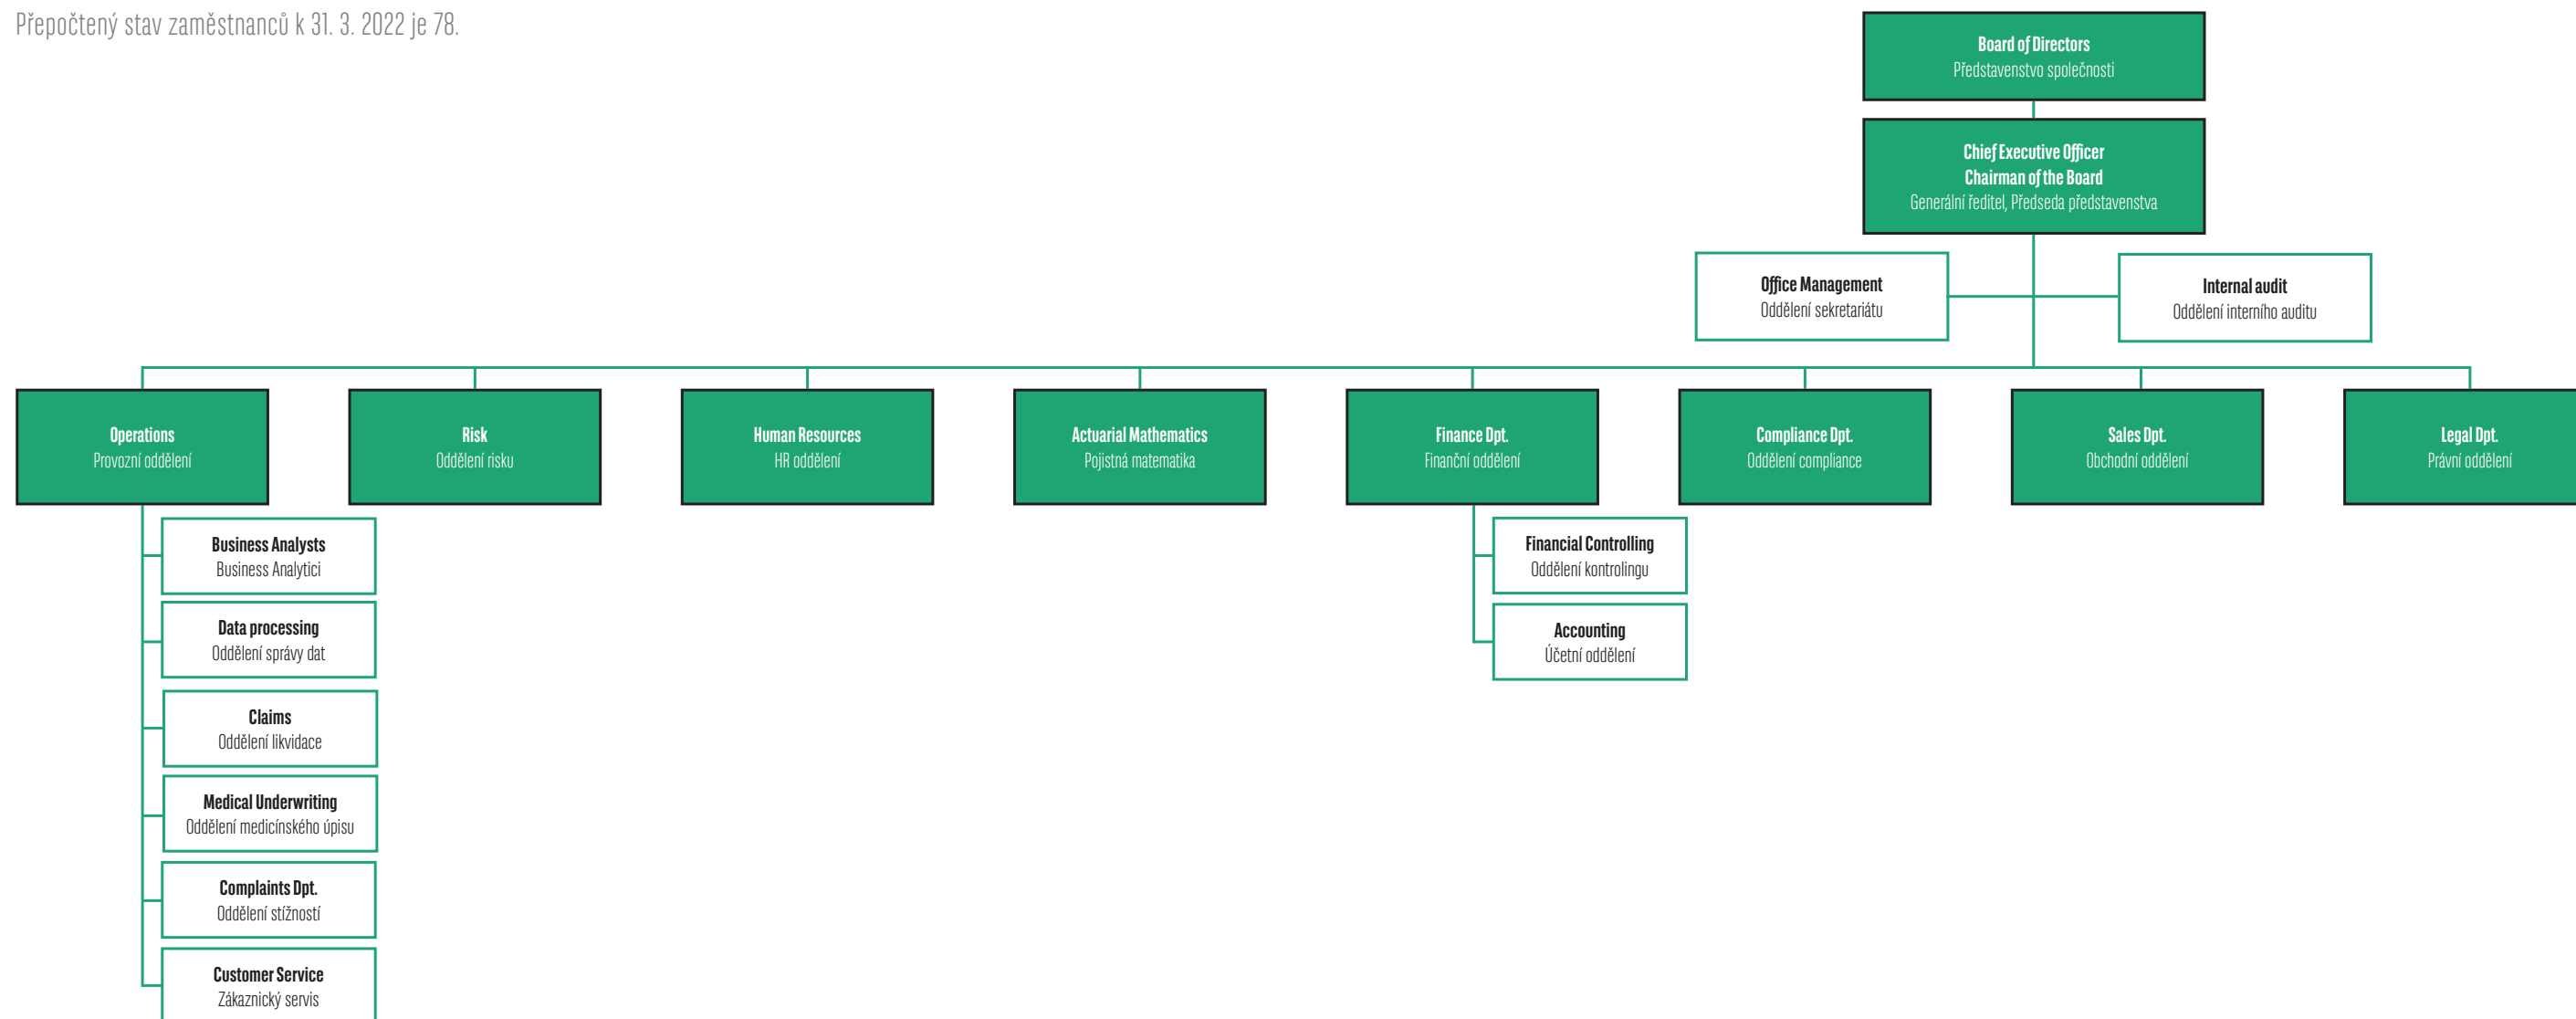 Přepočtený stav zaměstnanců k 31. 3. 2022 je 78.
Board of Directors
Představenstvo společnosti
Chief Executive Officer
Chairman of the Board
Generální ředitel, Předseda představenstva
Office Management
Oddělení sekretariátu
Internal audit
Oddělení interního auditu
Operations
Provozní oddělení
Risk
Oddělení risku
Human Resources
HR oddělení
Actuarial Mathematics
Pojistná matematika
Finance Dpt.
Finanční oddělení
Compliance Dpt.
Oddělení compliance
Sales Dpt.
Obchodní oddělení
Legal Dpt.
Právní oddělení
Business Analysts
Business Analytici
Data processing
Oddělení správy dat
Claims
Oddělení likvidace
Medical Underwriting
Oddělení medicínského úpisu
Complaints Dpt.
Oddělení stížností
Customer Service
Zákaznický servis
Financial Controlling
Oddělení kontrolingu
Accounting
Účetní oddělení